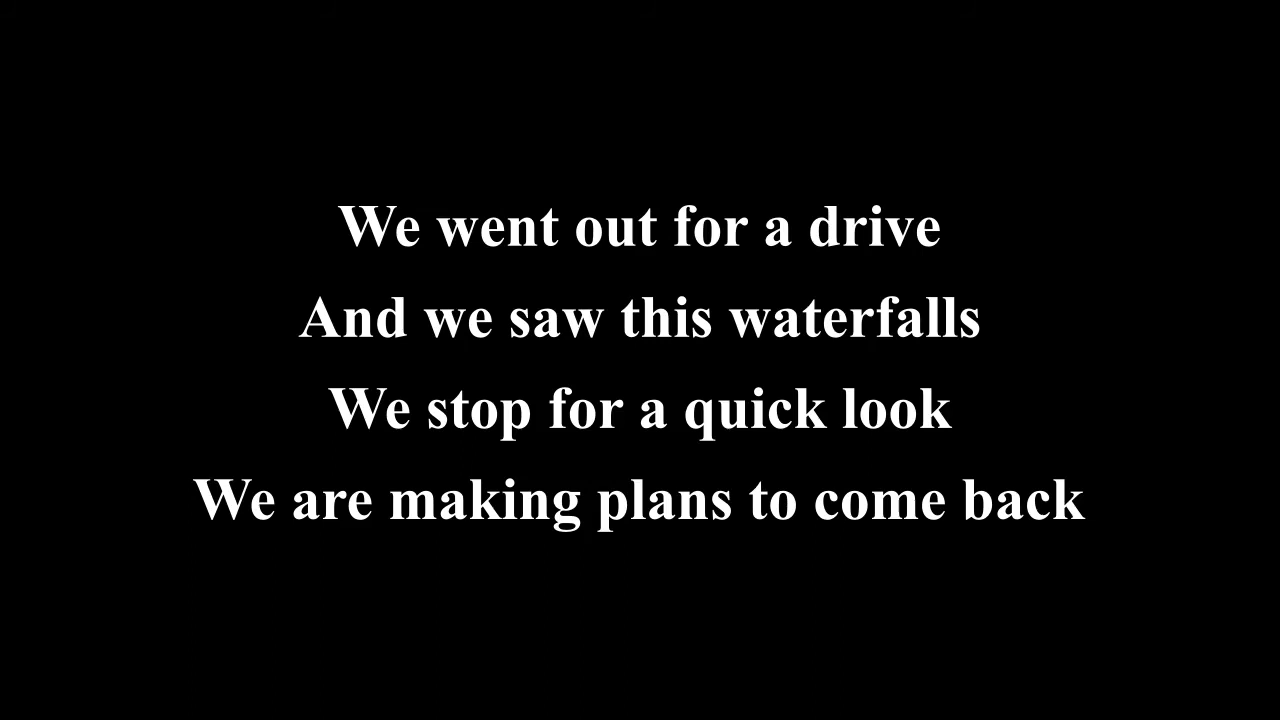 We went out for a drive
And we saw this waterfalls
We stop for a quick look
We are making plans to come back